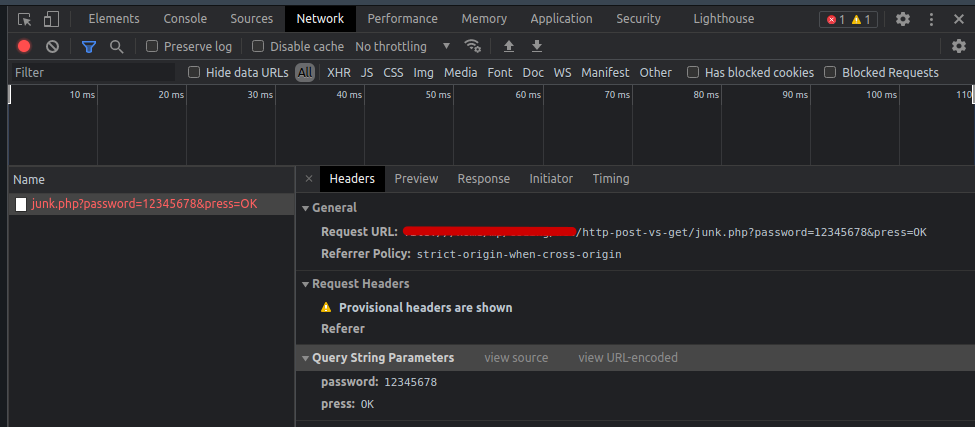 Elements Console Sources Network Performance Memory Application Security Lighthouse 1 1
Preserve log Disable cache No throttling
Filter Hide data URLs All XHR JS CSS Img Media Font Doc WS Manifest Other Has blocked cookies Blocked Requests
10 ms 20 ms 30 ms 40 ms 50 ms 60 ms 70 ms 80 ms 90 ms 100 ms 110
Name
junk.php?password=12345678&press=OK
× Headers Preview Response Initiator Timing
General
Request URL: /http-post-vs-get/junk.php?password=12345678&press=OK
Referrer Policy: strict-origin-when-cross-origin
Request Headers
Provisional headers are shown
Referer
Query String Parameters view source view URL-encoded
password: 12345678
press: OK